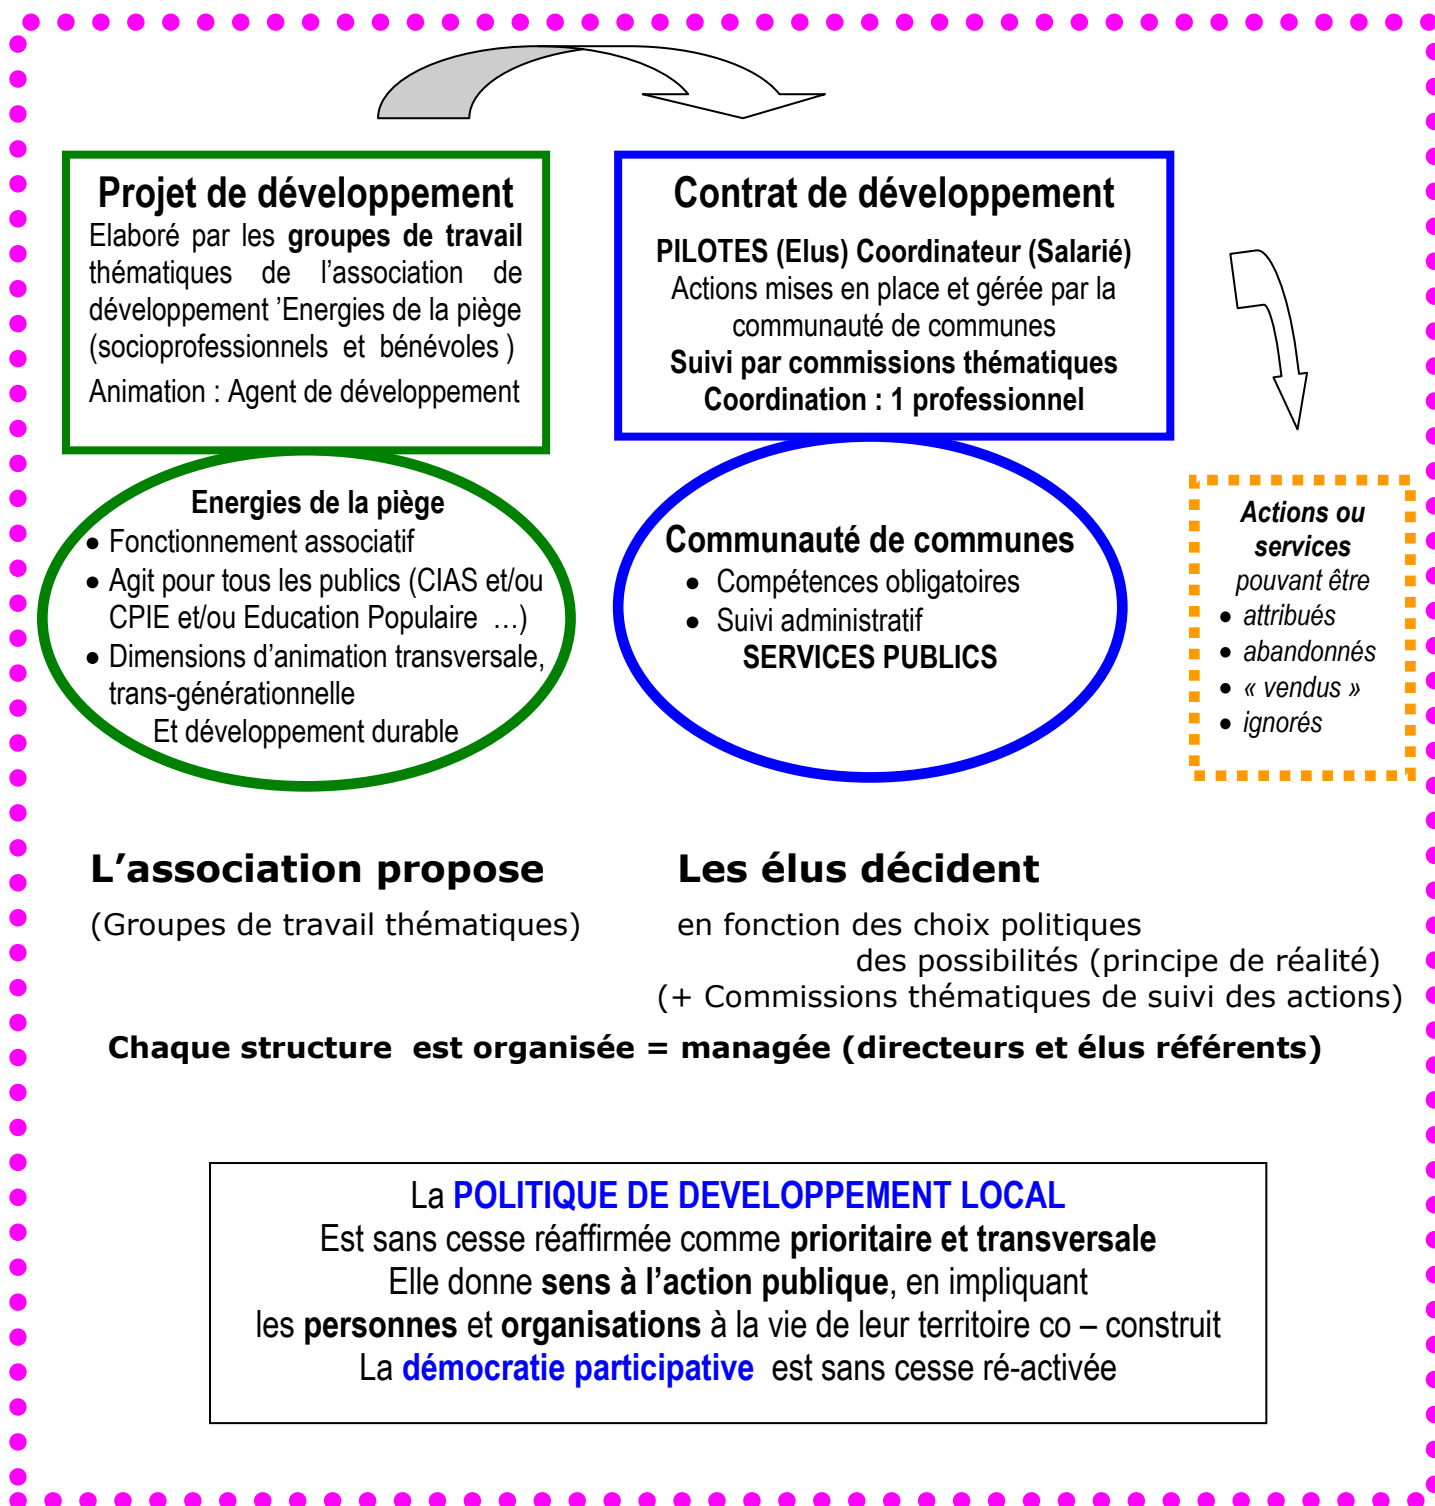 Projet de développement
Elaboré par les groupes de travail
thématiques de l’association de
développement ’Energies de la piège
(socioprofessionnels et bénévoles )
Animation : Agent de développement
Contrat de développement
PILOTES (Elus) Coordinateur (Salarié)
Actions mises en place et gérée par la
communauté de communes
Suivi par commissions thématiques
Coordination : 1 professionnel
Energies de la piège
• Fonctionnement associatif
• Agit pour tous les publics (CIAS et/ou
CPIE et/ou Education Populaire …)
• Dimensions d’animation transversale,
trans-générationnelle
Et développement durable
Communauté de communes
• Compétences obligatoires
• Suivi administratif
SERVICES PUBLICS
Actions ou
services
pouvant être
• attribués
• abandonnés
• « vendus »
• ignorés
L’association propose
(Groupes de travail thématiques)
Les élus décident
en fonction des choix politiques
des possibilités (principe de réalité)
(+ Commissions thématiques de suivi des actions)
Chaque structure est organisée = managée (directeurs et élus référents)
La POLITIQUE DE DEVELOPPEMENT LOCAL
Est sans cesse réaffirmée comme prioritaire et transversale
Elle donne sens à l’action publique, en impliquant
les personnes et organisations à la vie de leur territoire co – construit
La démocratie participative est sans cesse ré-activée